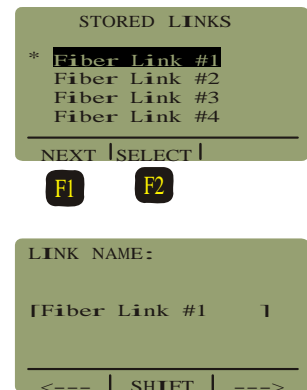 STORED LINKS
* Fiber Link #1
Fiber Link #2
Fiber Link #3
Fiber Link #4
NEXT |SELECT|
F1 F2
LINK NAME:
[Fiber Link #1 ]
<--- | SHIFT | --->